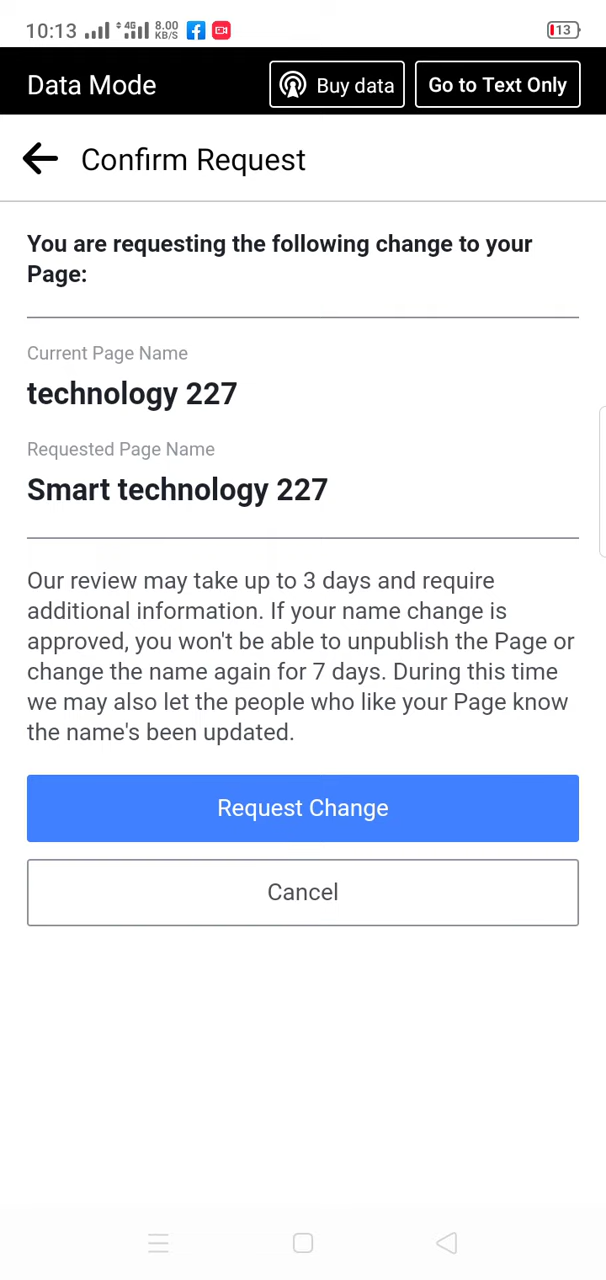 10:13 4G 8.00 KB/S 13
Data Mode Buy data Go to Text Only
Confirm Request
You are requesting the following change to your
Page:
Current Page Name
technology 227
Requested Page Name
Smart technology 227
Our review may take up to 3 days and require
additional information. If your name change is
approved, you won't be able to unpublish the Page or
change the name again for 7 days. During this time
we may also let the people who like your Page know
the name's been updated.
Request Change
Cancel